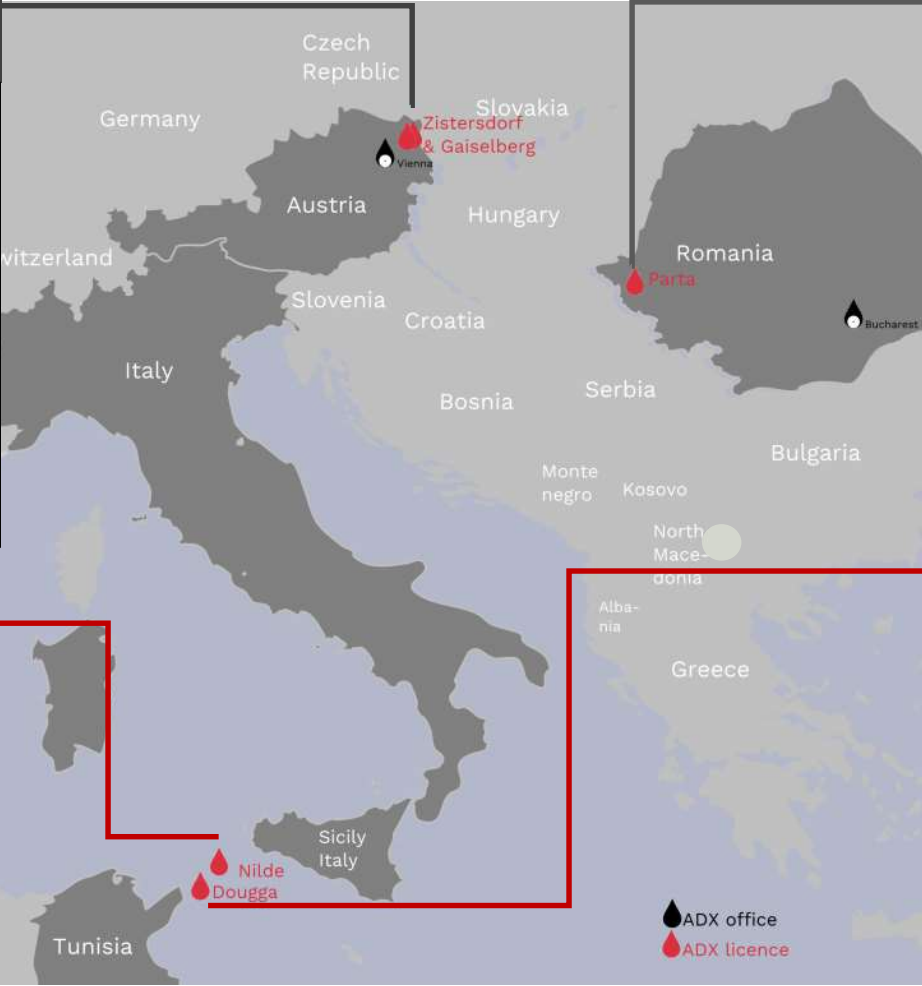 Czech
Republic
Germany
Slovakia
Zistersdorf
& Gaiselberg
Vienna
Austria
Hungary
witzerland
Romania
Parta
Slovenia
Croatia
Bucharest
Italy
Bosnia
Serbia
Bulgaria
Monte
negro
Kosovo
North
Mace-
donia
Alba-
nia
Greece
Sicily
Italy
Nilde
Dougga
Tunisia
ADX office
ADX licence